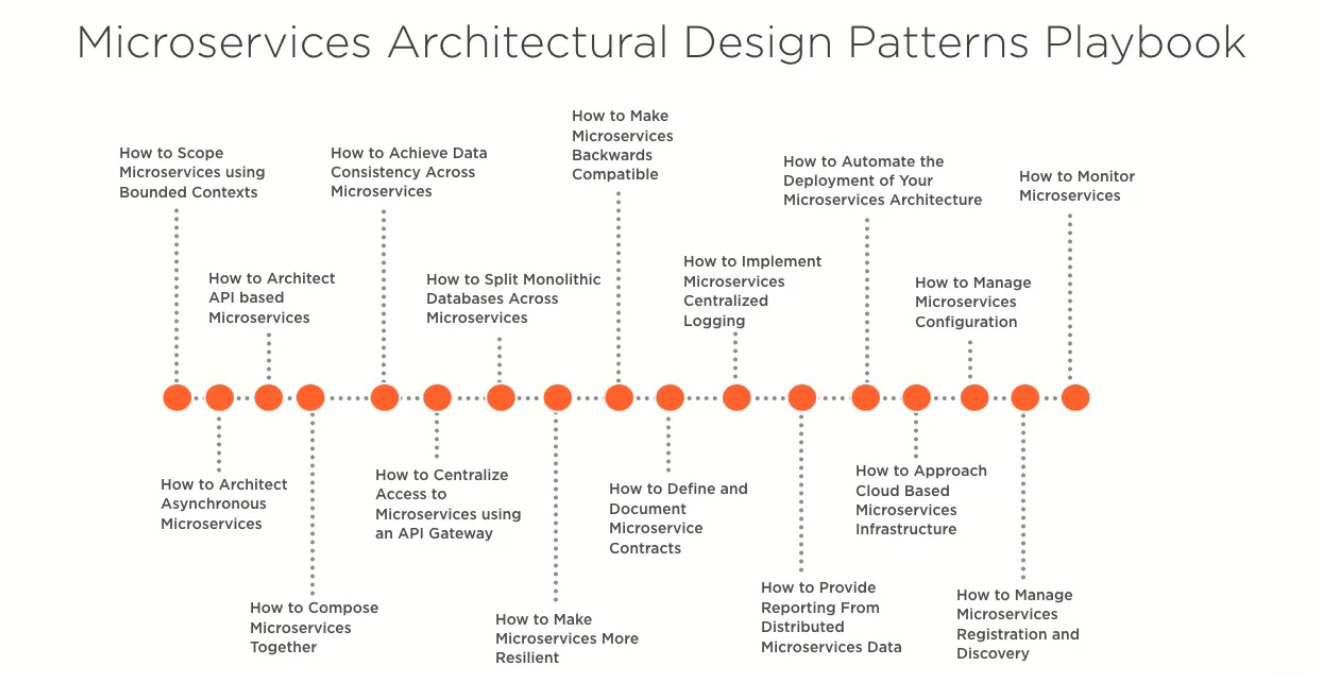 Microservices Architectural Design Patterns Playbook
How to Scope
Microservices using
Bounded Contexts
How to Architect
Asynchronous
Microservices
How to Architect
API based
Microservices
How to Compose
Microservices
Together
How to Achieve Data
Consistency Across
Microservices
How to Centralize
Access to
Microservices using
an API Gateway
How to Split Monolithic
Databases Across
Microservices
How to Make
Microservices More
Resilient
How to Make
Microservices
Backwards
Compatible
How to Define and
Document
Microservice
Contracts
How to Implement
Microservices
Centralized
Logging
How to Provide
Reporting From
Distributed
Microservices Data
How to Automate the
Deployment of Your
Microservices Architecture
How to Approach
Cloud Based
Microservices
Infrastructure
How to Manage
Microservices
Configuration
How to Manage
Microservices
Registration and
Discovery
How to Monitor
Microservices